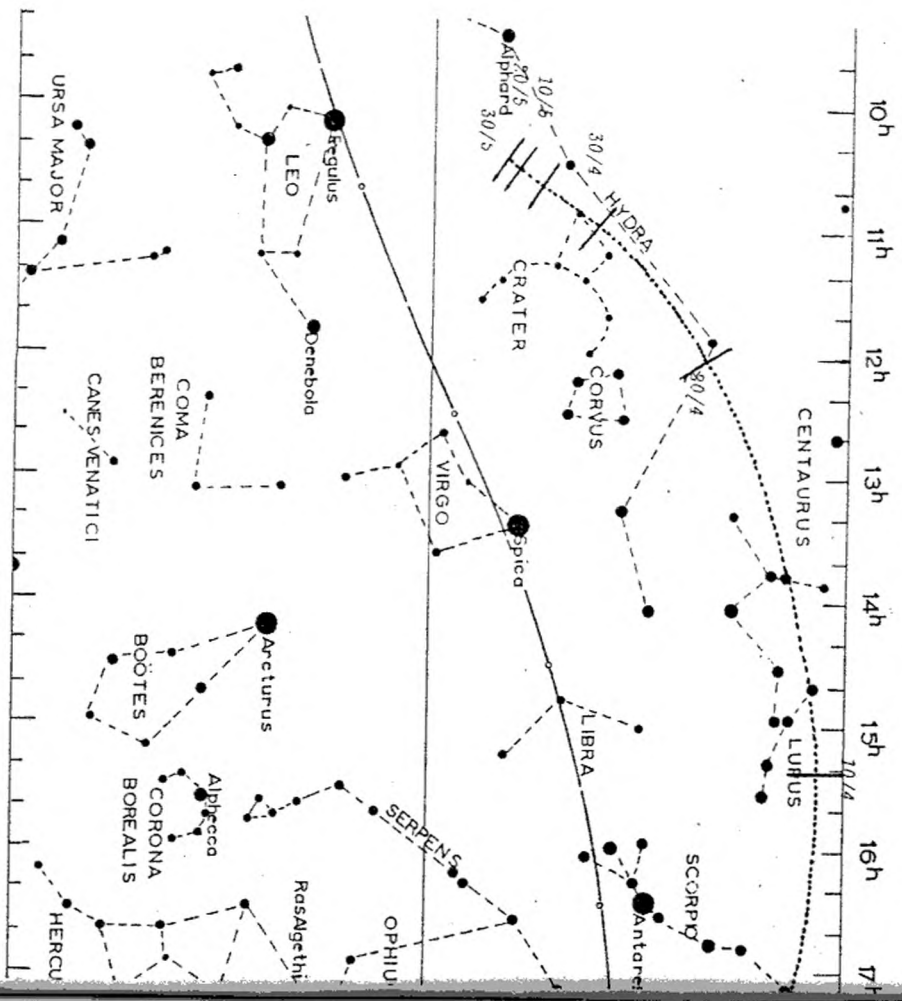 URSA MAJOR
LEO
Regulus
Alphard
20/5
10/5
30/5
30/4
HYDRA
10h
11h
CRATER
Denebola
12h
CANES VENATICI
COMA
BERENICES
CORVUS
20/4
CENTAURUS
VIRGO
13h
Spica
14h
BOÖTES
Arcturus
LIBRA
15h
LUPUS
10/4
Alphecca
CORONA
BOREALIS
SERPENS
SCORPIO
16h
HERCU
RasAlgethi
OPHIU
Antares
17h